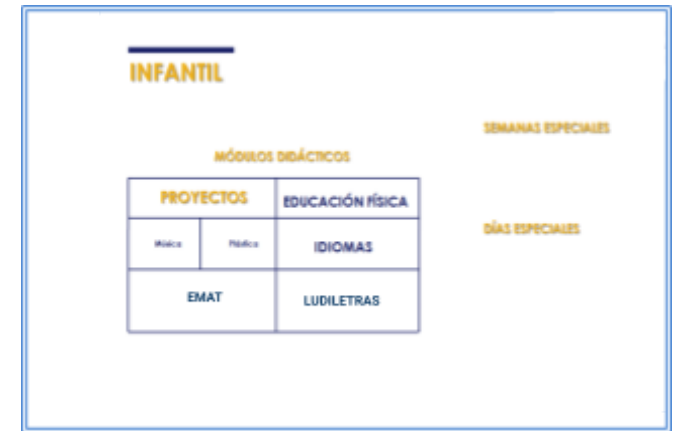 INFANTIL
SEMANAS ESPECIALES
MÓDULOS DIDÁCTICOS
PROYECTOS
EDUCACIÓN FÍSICA
DÍAS ESPECIALES
Música
Plástica
IDIOMAS
EMAT
LUDILETRAS